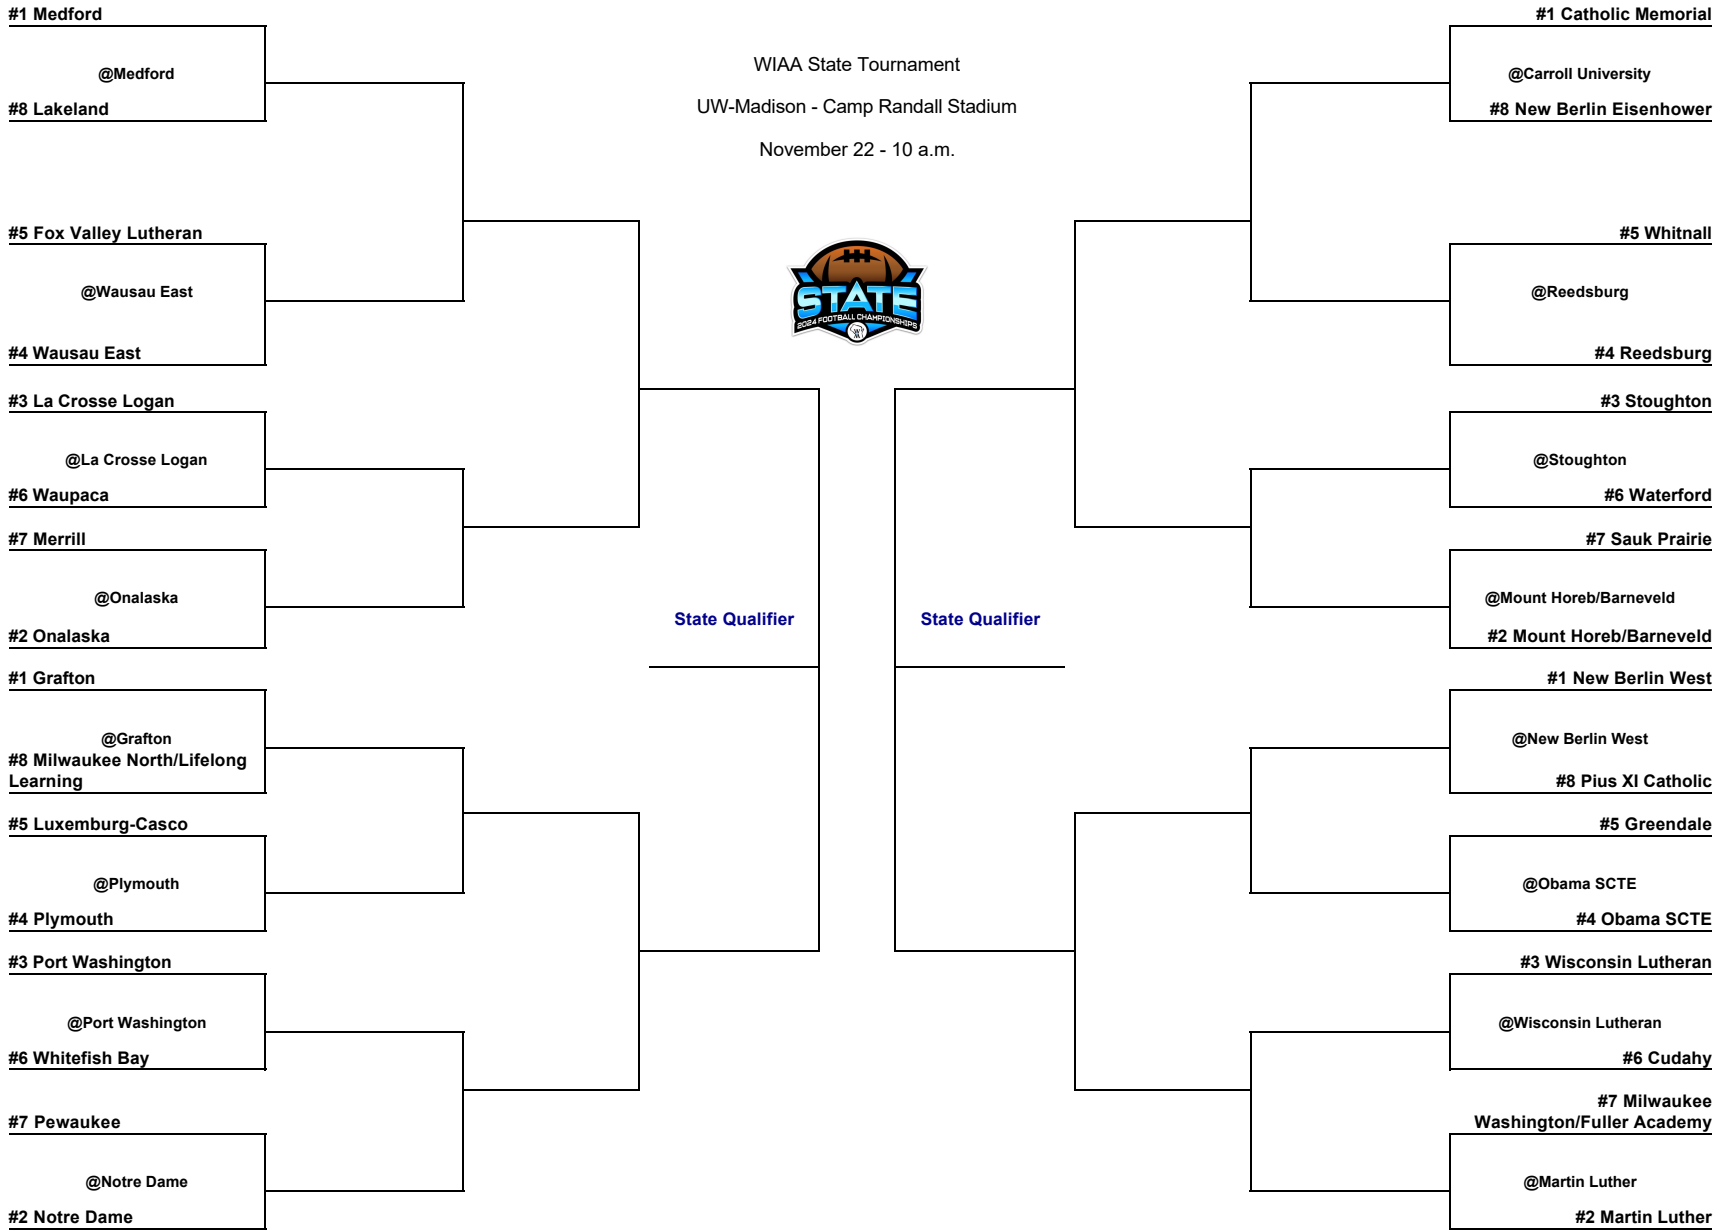 #1 Medford
@Medford
#8 Lakeland
#5 Fox Valley Lutheran
@Wausau East
#4 Wausau East
#3 La Crosse Logan
@La Crosse Logan
#6 Waupaca
#7 Merrill
@Onalaska
#2 Onalaska
#1 Grafton
@Grafton
#8 Milwaukee North/Lifelong
Learning
#5 Luxemburg-Casco
@Plymouth
#4 Plymouth
#3 Port Washington
@Port Washington
#6 Whitefish Bay
#7 Pewaukee
@Notre Dame
#2 Notre Dame
WIAA State Tournament
UW-Madison - Camp Randall Stadium
November 22 - 10 a.m.
STATE
2024 FOOTBALL CHAMPIONSHIPS
State Qualifier
State Qualifier
#1 Catholic Memorial
@Carroll University
#8 New Berlin Eisenhower
#5 Whitnall
@Reedsburg
#4 Reedsburg
#3 Stoughton
@Stoughton
#6 Waterford
#7 Sauk Prairie
@Mount Horeb/Barneveld
#2 Mount Horeb/Barneveld
#1 New Berlin West
@New Berlin West
#8 Pius XI Catholic
#5 Greendale
@Obama SCTE
#4 Obama SCTE
#3 Wisconsin Lutheran
@Wisconsin Lutheran
#6 Cudahy
#7 Milwaukee
Washington/Fuller Academy
@Martin Luther
#2 Martin Luther